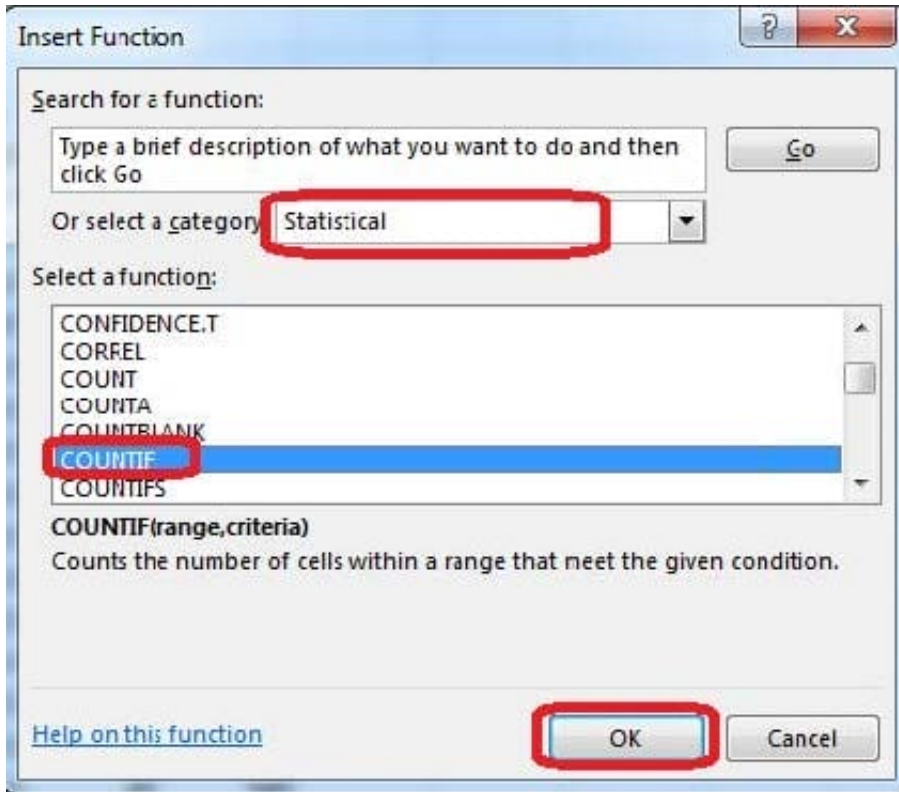 Insert Function
Search for a function:
Type a brief description of what you want to do and then
click Go
Go
Or select a category
Statistical
Select a function:
CONFIDENCE.T
CORREL
COUNT
COUNTA
COUNTBLANK
COUNTIF
COUNTIFS
COUNTIF(range,criteria)
Counts the number of cells within a range that meet the given condition.
Help on this function
OK
Cancel